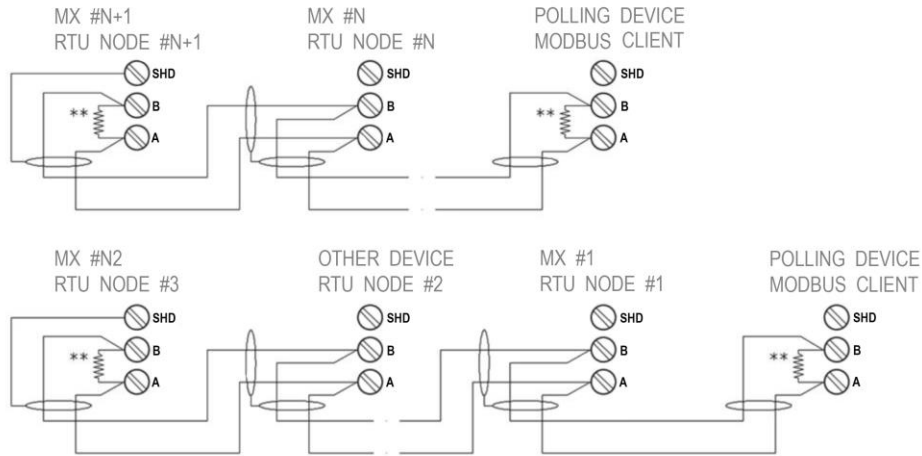 MX #N+1
RTU NODE #N+1
SHD
**
B
A
MX #N
RTU NODE #N
SHD
B
A
POLLING DEVICE
MODBUS CLIENT
SHD
**
B
A
MX #N2
RTU NODE #3
SHD
**
B
A
OTHER DEVICE
RTU NODE #2
SHD
B
A
MX #1
RTU NODE #1
SHD
B
A
POLLING DEVICE
MODBUS CLIENT
SHD
**
B
A